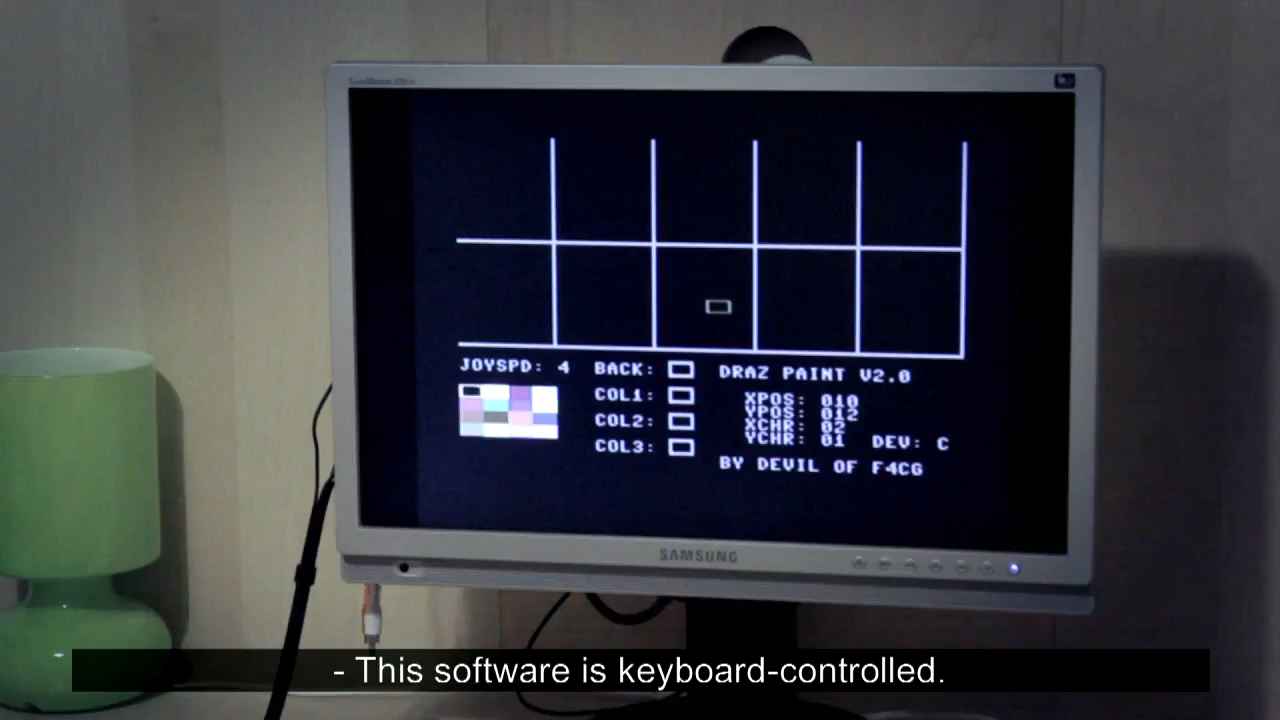 JOYSPD: 4
BACK:
COL1:
COL2:
COL3:
DRAZ PAINT V2.0
XPOS: 010
YPOS: 012
XCHR: 02
YCHR: 01 DEV: C
BY DEVIL OF F4CG
SAMSUNG
- This software is keyboard-controlled.